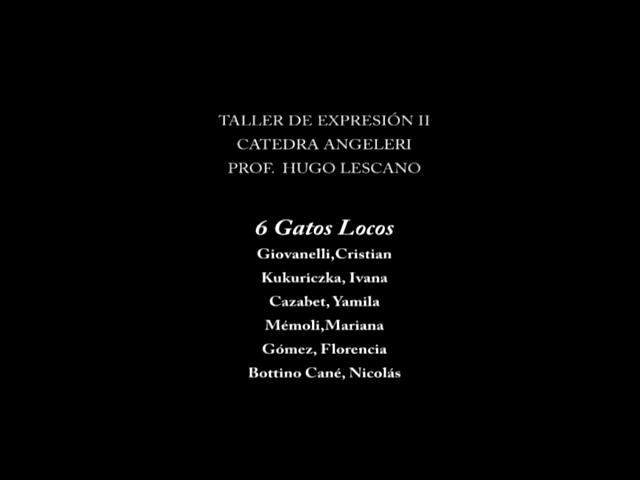 TALLER DE EXPRESIÓN II
CATEDRA ANGELERI
PROF. HUGO LESCANO
6 Gatos Locos
Giovanelli,Cristian
Kukuriczka, Ivana
Cazabet, Yamila
Mémoli,Mariana
Gómez, Florencia
Bottino Cané, Nicolás